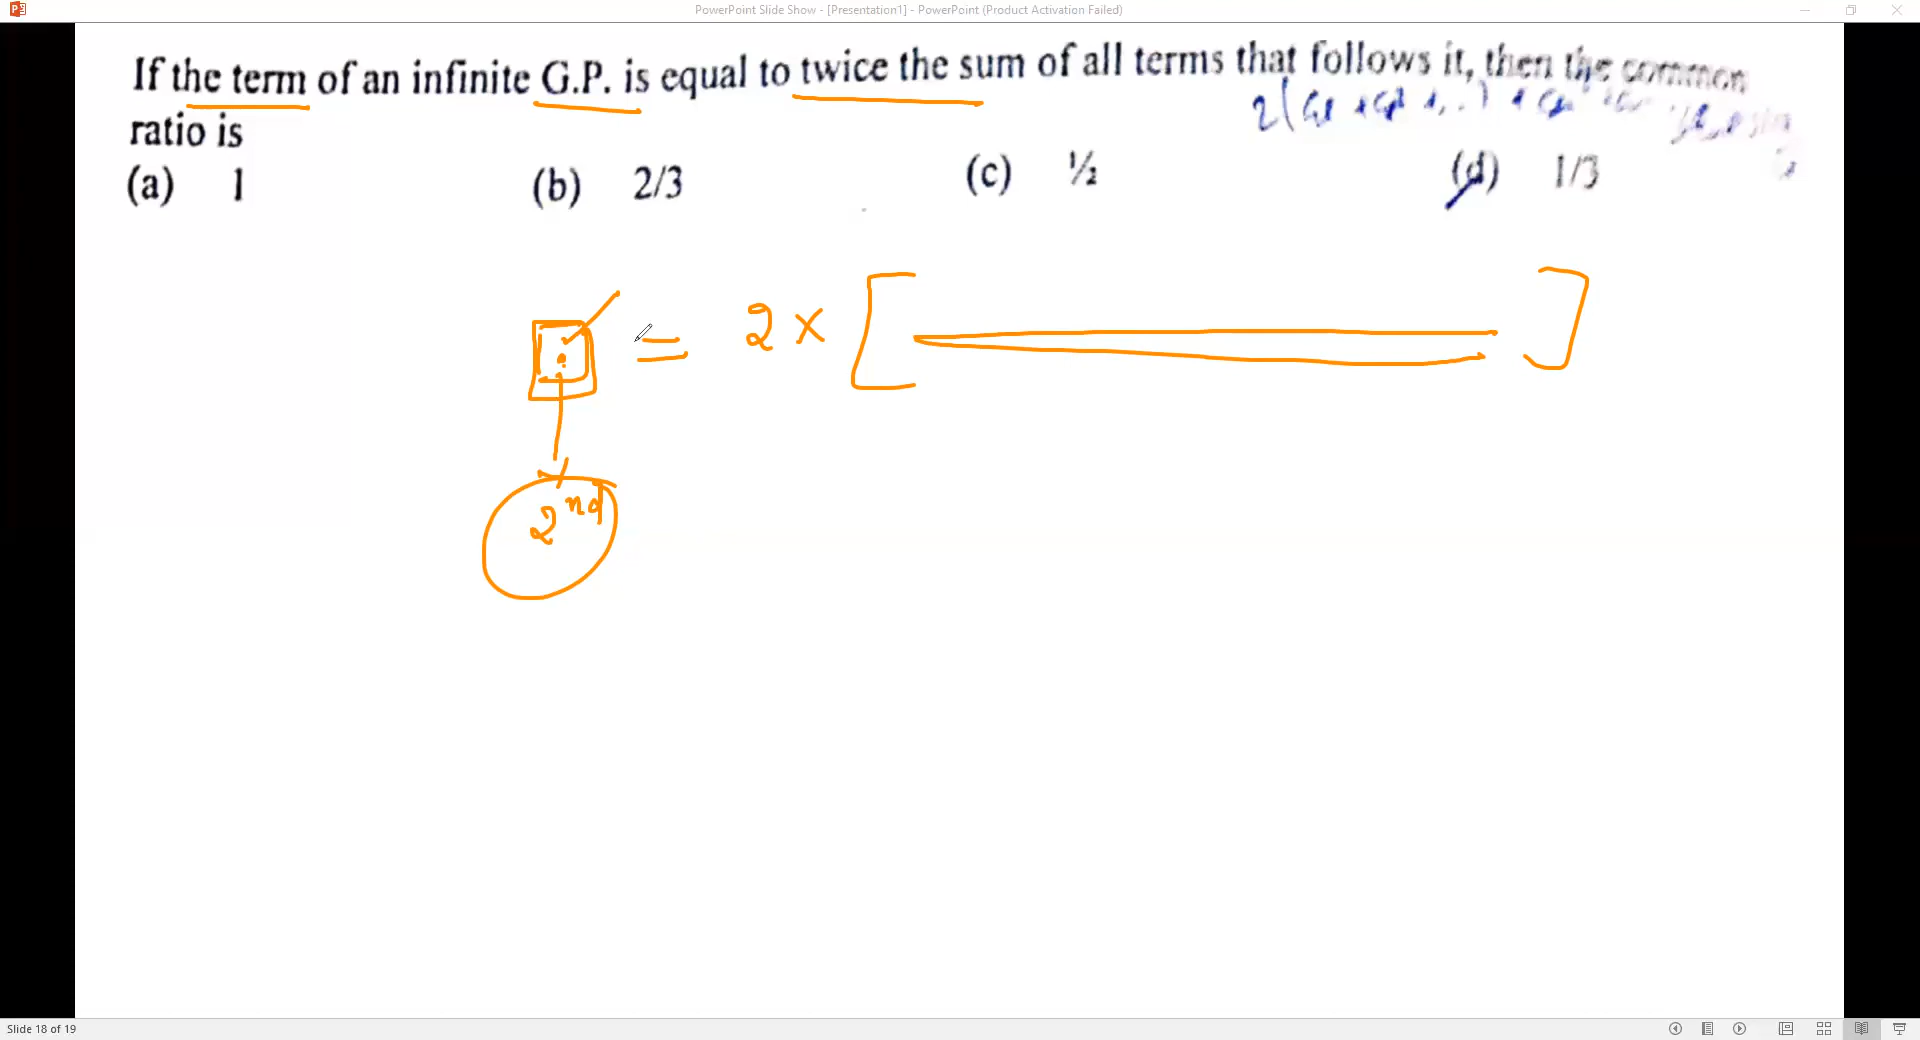 PowerPoint Slide Show - [Presentation1] - PowerPoint (Product Activation Failed)
If the term of an infinite G.P. is equal to twice the sum of all terms that follows it, then the common
ratio is
(a) 1 (b) 2/3 (c) ½ (d) 1/3
= 2 × [ ]
2nd
Slide 18 of 19